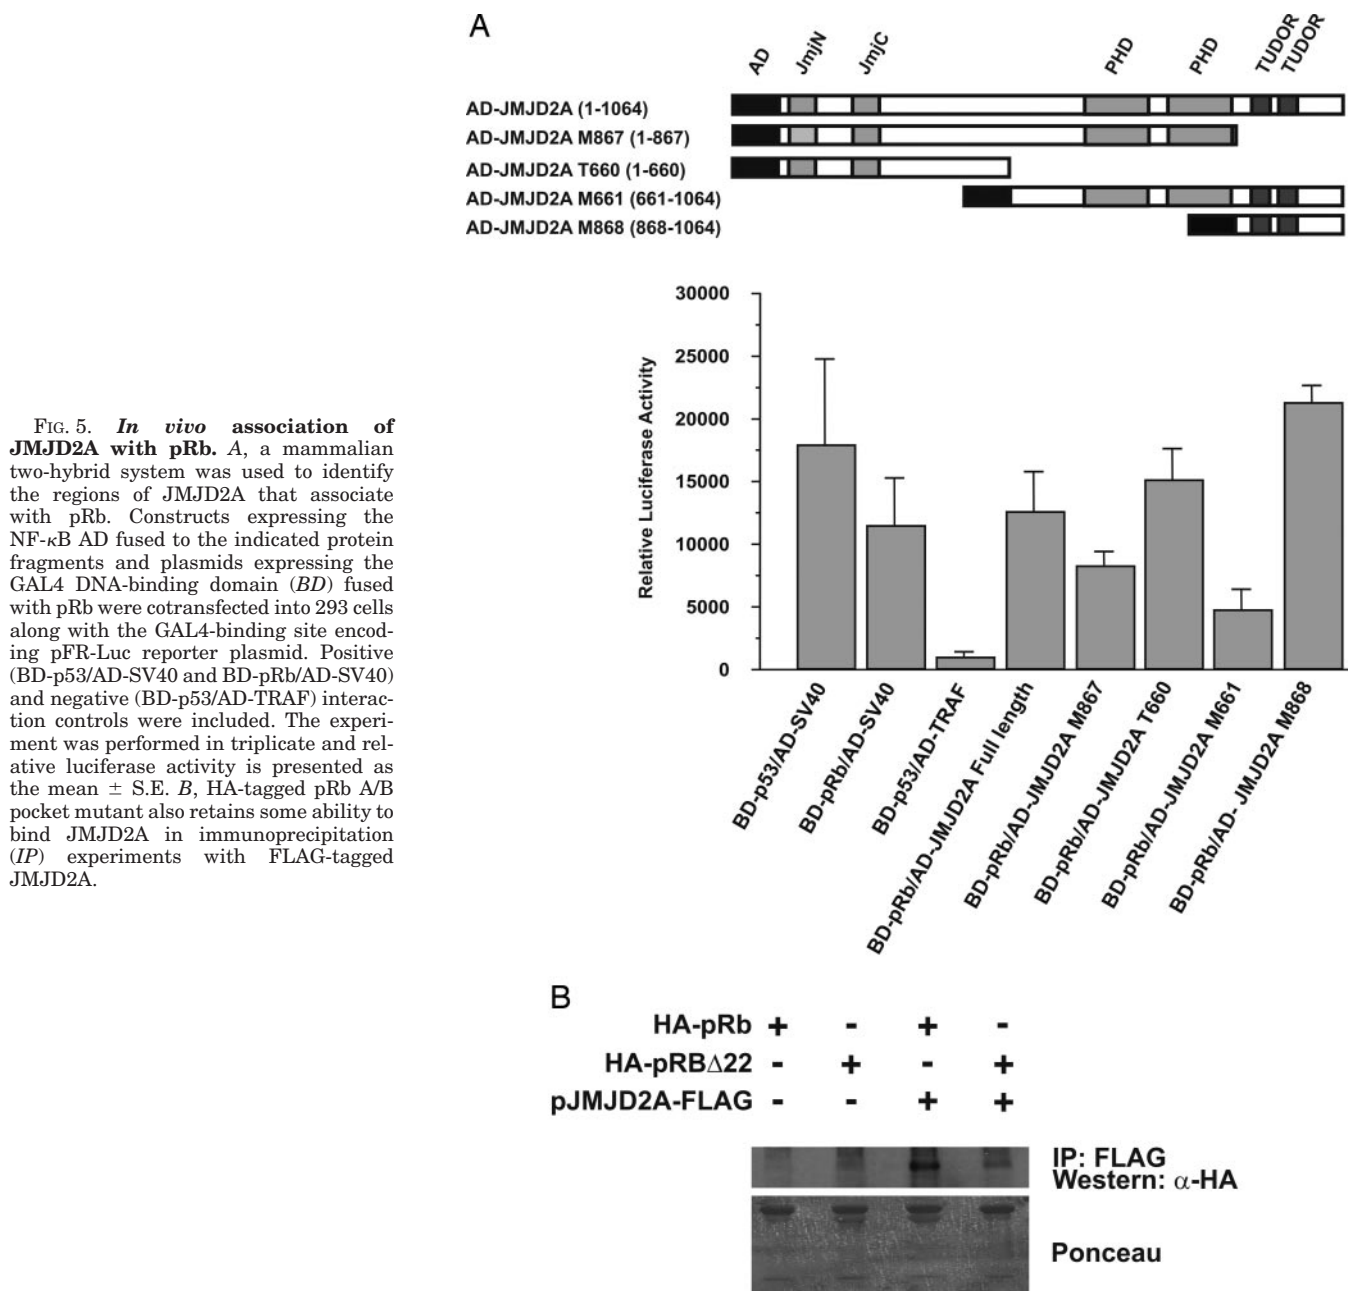 A
AD
JmjN
JmjC
PHD
PHD
TUDOR
TUDOR
AD-JMJD2A (1-1064)
AD-JMJD2A M867 (1-867)
AD-JMJD2A T660 (1-660)
AD-JMJD2A M661 (661-1064)
AD-JMJD2A M868 (868-1064)
Relative Luciferase Activity
30000
25000
20000
15000
10000
5000
0
BD-p53/AD-SV40
BD-pRb/AD-SV40
BD-p53/AD-TRAF
BD-pRb/AD-JMJD2A Full length
BD-pRb/AD-JMJD2A M867
BD-pRb/AD-JMJD2A T660
BD-pRb/AD-JMJD2A M661
BD-pRb/AD- JMJD2A M868
FIG. 5. In vivo association of
JMJD2A with pRb. A, a mammalian
two-hybrid system was used to identify
the regions of JMJD2A that associate
with pRb. Constructs expressing the
NF-κB AD fused to the indicated protein
fragments and plasmids expressing the
GAL4 DNA-binding domain (BD) fused
with pRb were cotransfected into 293 cells
along with the GAL4-binding site encod-
ing pFR-Luc reporter plasmid. Positive
(BD-p53/AD-SV40 and BD-pRb/AD-SV40)
and negative (BD-p53/AD-TRAF) interac-
tion controls were included. The experi-
ment was performed in triplicate and rel-
ative luciferase activity is presented as
the mean ± S.E. B, HA-tagged pRb A/B
pocket mutant also retains some ability to
bind JMJD2A in immunoprecipitation
(IP) experiments with FLAG-tagged
JMJD2A.
B
HA-pRb + - + -
HA-pRBΔ22 - + - +
pJMJD2A-FLAG - - + +
IP: FLAG
Western: α-HA
Ponceau